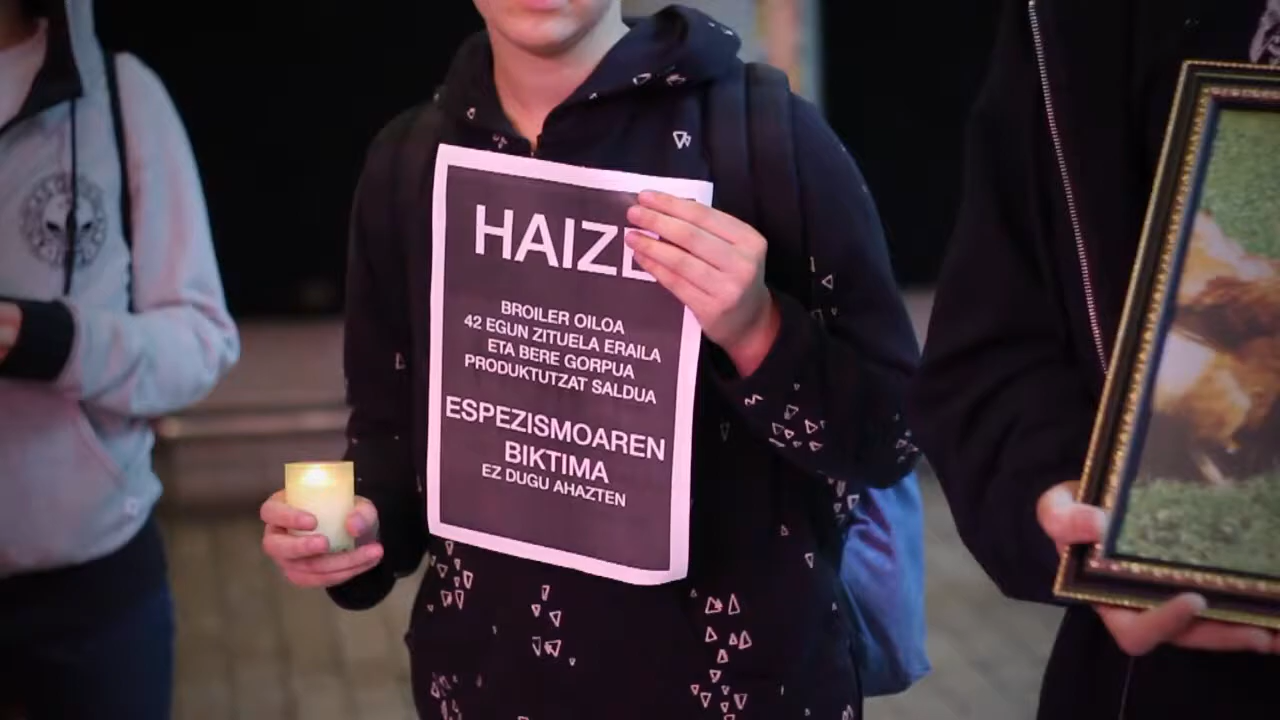 HAIZE
BROILER OILOA
42 EGUN ZITUELA ERAILA
ETA BERE GORPUA
PRODUKTUTZAT SALDUA
ESPEZISMOAREN
BIKTIMA
EZ DUGU AHAZTEN